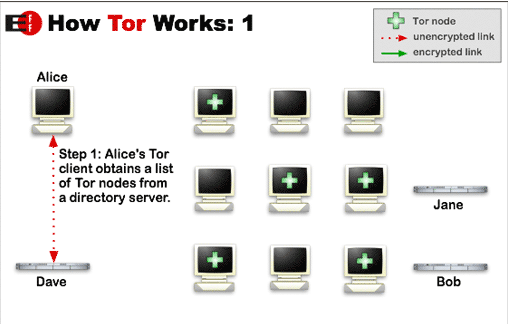 EFF How Tor Works: 1
Tor node
unencrypted link
encrypted link
Alice
Step 1: Alice's Tor
client obtains a list
of Tor nodes from
a directory server.
Jane
Dave
Bob